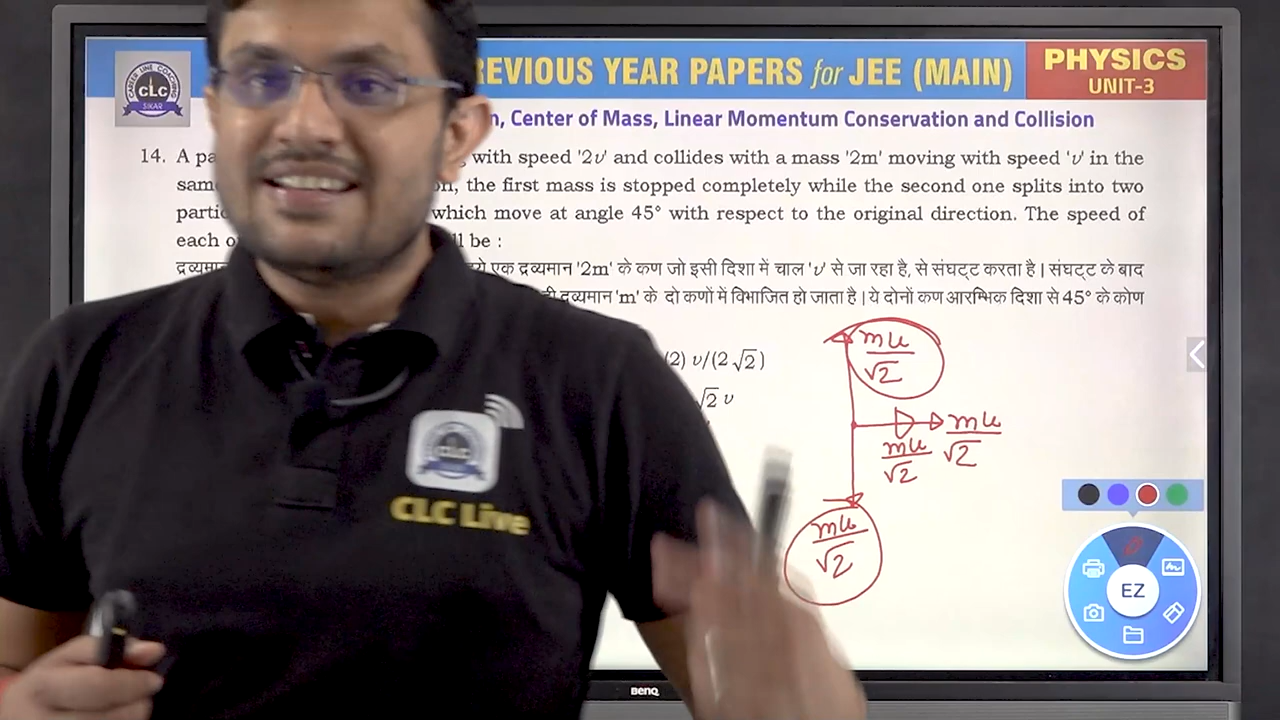 REVIOUS YEAR PAPERS for JEE (MAIN)
PHYSICS
UNIT-3
CLC
SIKAR
Center of Mass, Linear Momentum Conservation and Collision
14. A pa with speed '2υ' and collides with a mass '2m' moving with speed 'υ' in the
sam the first mass is stopped completely while the second one splits into two
partic which move at angle 45° with respect to the original direction. The speed of
each o ll be :
द्रव्यमा एक द्रव्यमान '2m' के कण जो इसी दिशा में चाल 'υ' से जा रहा है, से संघट्ट करता है। संघट्ट के बाद
द्रव्यमान 'm' के दो कणों में विभाजित हो जाता है। ये दोनों कण आरम्भिक दिशा से 45° के कोण
(2) υ/(2√2)
√2 υ
mu/√2
mu/√2
mu/√2
mu/√2
EZ
CLC
CLC Live
BenQ